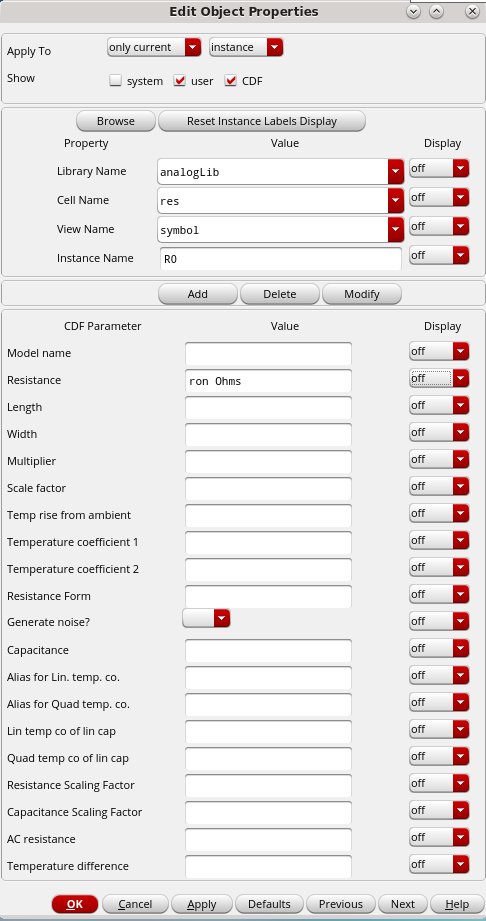 Edit Object Properties
Apply To only current instance
Show system user CDF
Browse Reset Instance Labels Display
Property Value Display
Library Name analogLib off
Cell Name res off
View Name symbol off
Instance Name R0 off
Add Delete Modify
CDF Parameter Value Display
Model name off
Resistance ron Ohms off
Length off
Width off
Multiplier off
Scale factor off
Temp rise from ambient off
Temperature coefficient 1 off
Temperature coefficient 2 off
Resistance Form off
Generate noise? off
Capacitance off
Alias for Lin. temp. co. off
Alias for Quad temp. co. off
Lin temp co of lin cap off
Quad temp co of lin cap off
Resistance Scaling Factor off
Capacitance Scaling Factor off
AC resistance off
Temperature difference off
OK Cancel Apply Defaults Previous Next Help